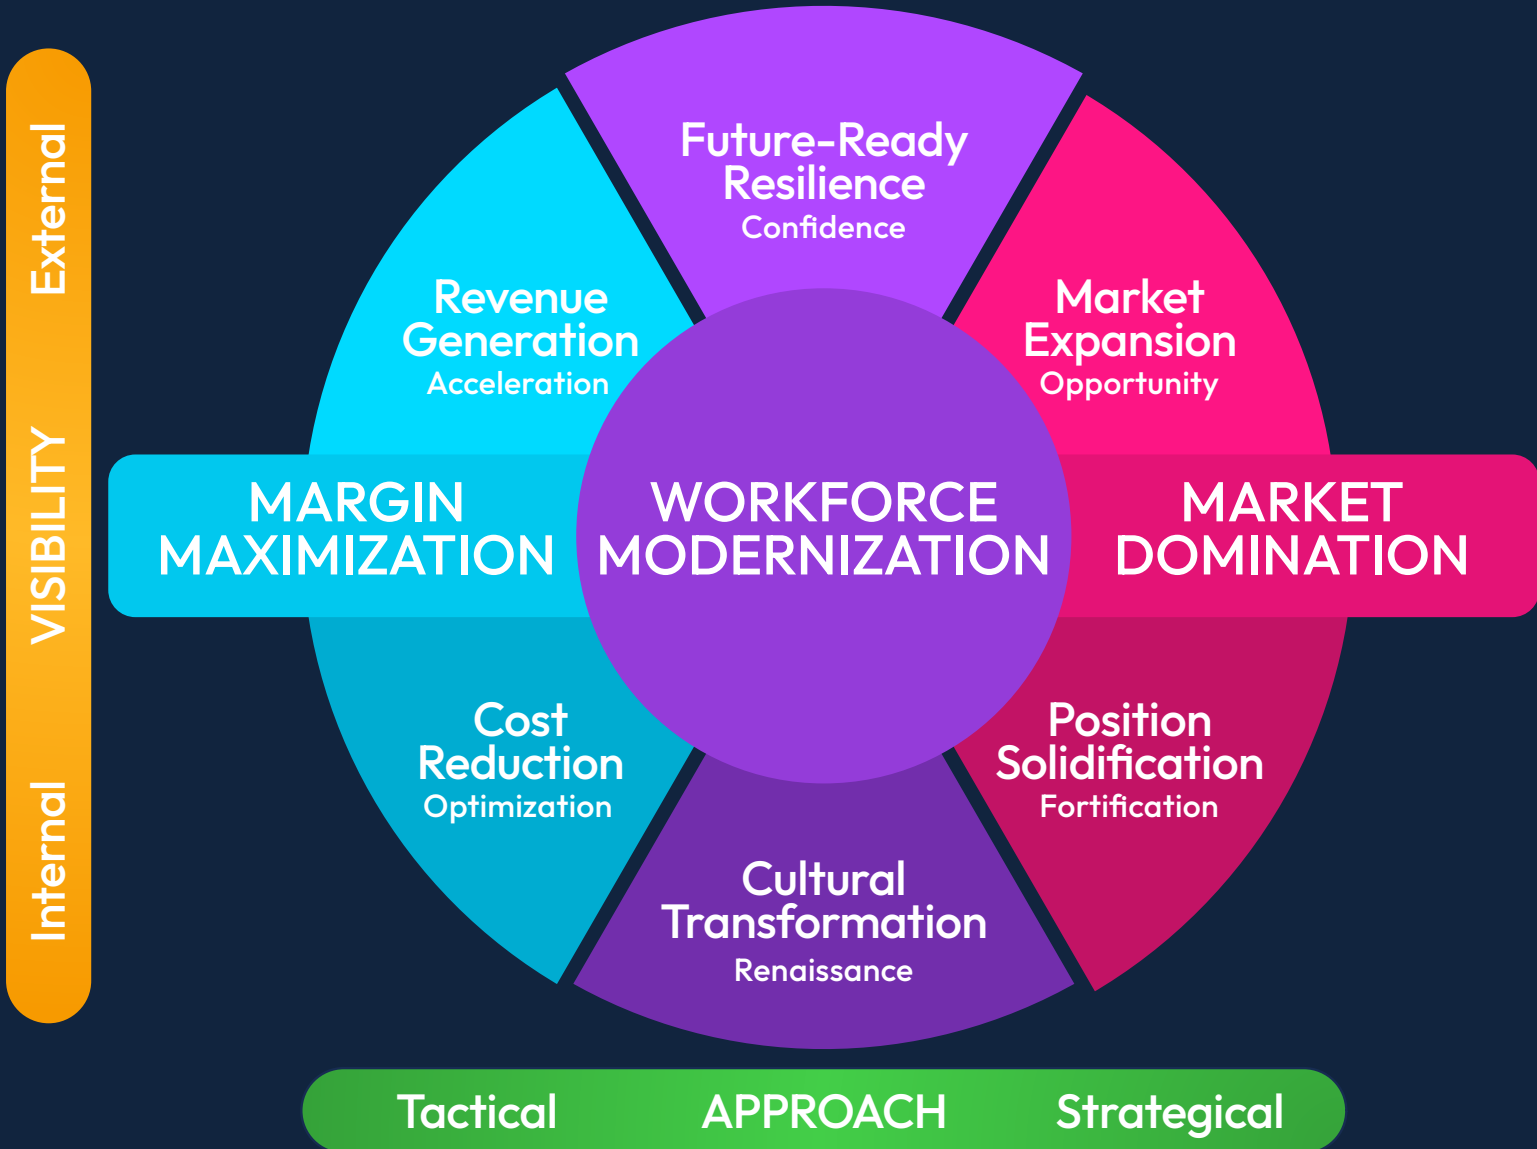 External
VISIBILITY
Internal
Future-Ready
Resilience
Confidence
Revenue
Generation
Acceleration
Market
Expansion
Opportunity
MARGIN
MAXIMIZATION
WORKFORCE
MODERNIZATION
MARKET
DOMINATION
Cost
Reduction
Optimization
Position
Solidification
Fortification
Cultural
Transformation
Renaissance
Tactical
APPROACH
Strategical